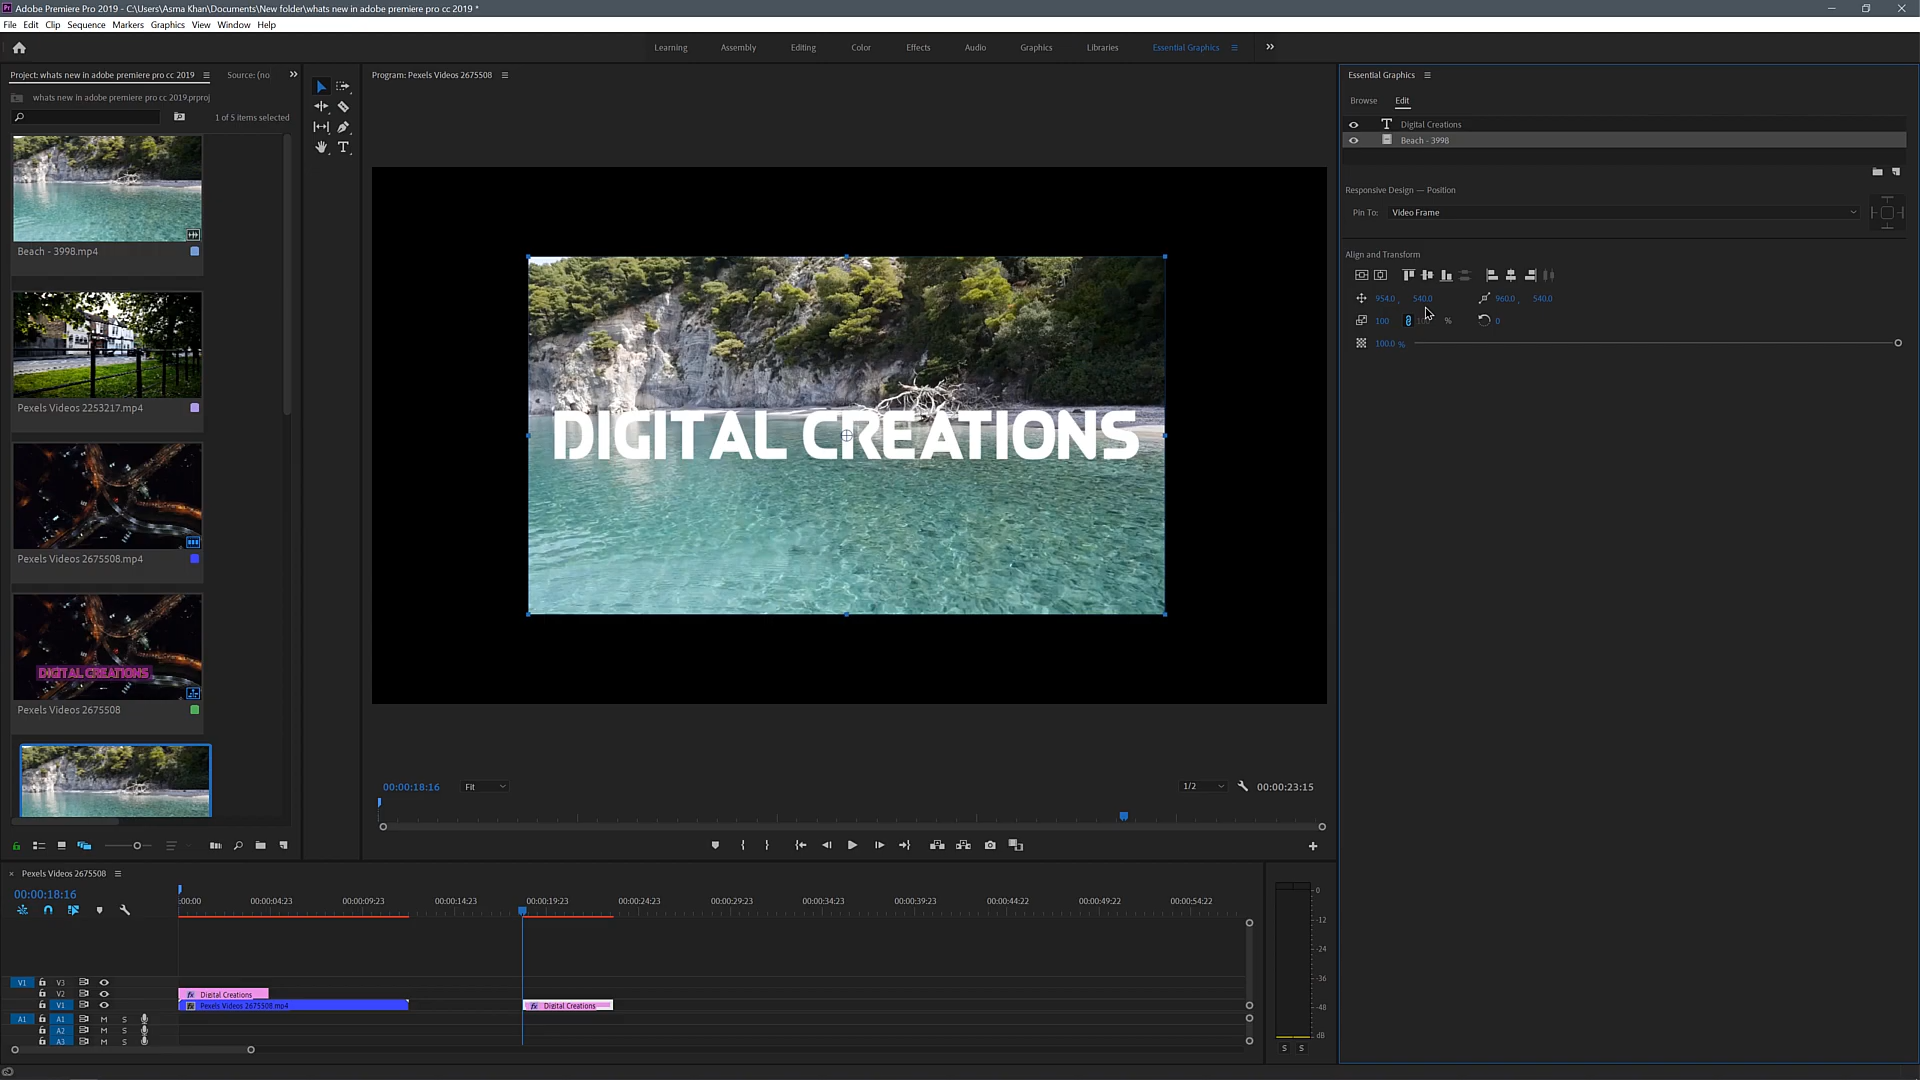 Adobe Premiere Pro 2019 - C:\Users\Asma Khan\Documents\New folder\whats new in adobe premiere pro cc 2019 *
File Edit Clip Sequence Markers Graphics View Window Help
Learning Assembly Editing Color Effects Audio Graphics Libraries Essential Graphics
Project: whats new in adobe premiere pro cc 2019 Source: (no
whats new in adobe premiere pro cc 2019.prproj
1 of 5 items selected
Beach - 3998.mp4
Pexels Videos 2253217.mp4
Pexels Videos 2675508.mp4
DIGITAL CREATIONS
Pexels Videos 2675508
Program: Pexels Videos 2675508
DIGITAL CREATIONS
00:00:18:16 Fit 1/2 00:00:23:15
Essential Graphics
Browse Edit
Digital Creations
Beach - 3998
Responsive Design — Position
Pin To: Video Frame
Align and Transform
954.0 , 540.0 960.0 , 540.0
100 % 0
100.0 %
Pexels Videos 2675508
00:00:18:16
:00:00 00:00:04:23 00:00:09:23 00:00:14:23 00:00:19:23 00:00:24:23 00:00:29:23 00:00:34:23 00:00:39:23 00:00:44:22 00:00:49:22 00:00:54:22
V1 V3
V2 Digital Creations
V1 Pexels Videos 2675508.mp4 Digital Creations
A1 A1 M S
A2 M S
A3 M S
0
-12
-24
-36
-48
dB
S S